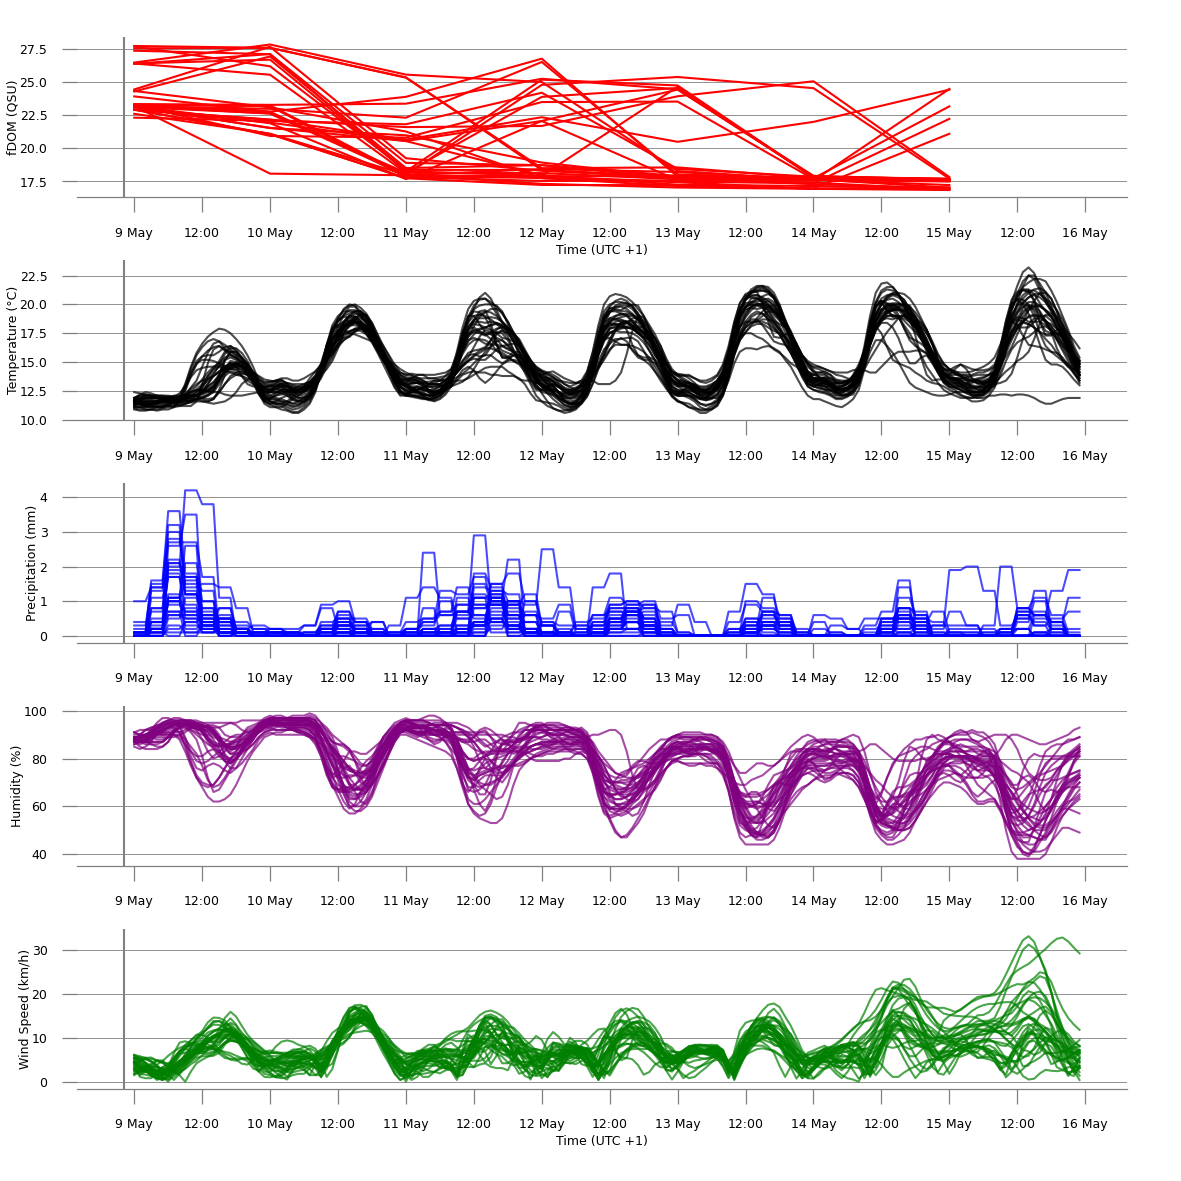 27.5
25.0
22.5
20.0
17.5
fDOM (QSU)
9 May 12:00 10 May 12:00 11 May 12:00 12 May 12:00 13 May 12:00 14 May 12:00 15 May 12:00 16 May
Time (UTC +1)
22.5
20.0
17.5
15.0
12.5
10.0
Temperature (°C)
9 May 12:00 10 May 12:00 11 May 12:00 12 May 12:00 13 May 12:00 14 May 12:00 15 May 12:00 16 May
4
3
2
1
0
Precipitation (mm)
9 May 12:00 10 May 12:00 11 May 12:00 12 May 12:00 13 May 12:00 14 May 12:00 15 May 12:00 16 May
100
80
60
40
Humidity (%)
9 May 12:00 10 May 12:00 11 May 12:00 12 May 12:00 13 May 12:00 14 May 12:00 15 May 12:00 16 May
30
20
10
0
Wind Speed (km/h)
9 May 12:00 10 May 12:00 11 May 12:00 12 May 12:00 13 May 12:00 14 May 12:00 15 May 12:00 16 May
Time (UTC +1)